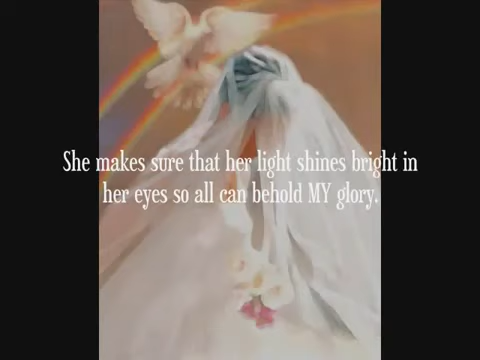 She makes sure that her light shines bright in
her eyes so all can behold MY glory.